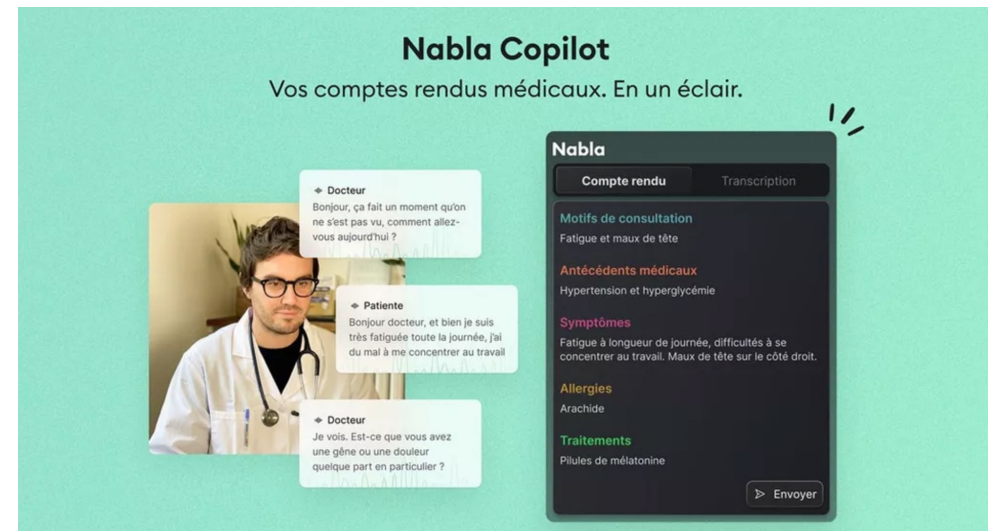 Nabla Copilot
Vos comptes rendus médicaux. En un éclair.
Docteur
Bonjour, ça fait un moment qu'on
ne s'est pas vu, comment allez-
vous aujourd'hui ?
Patiente
Bonjour docteur, et bien je suis
très fatiguée toute la journée, j'ai
du mal à me concentrer au travail
Docteur
Je vois. Est-ce que vous avez
une gêne ou une douleur
quelque part en particulier ?
Nabla
Compte rendu Transcription
Motifs de consultation
Fatigue et maux de tête
Antécédents médicaux
Hypertension et hyperglycémie
Symptômes
Fatigue à longueur de journée, difficultés à se
concentrer au travail. Maux de tête sur le côté droit.
Allergies
Arachide
Traitements
Pilules de mélatonine
Envoyer